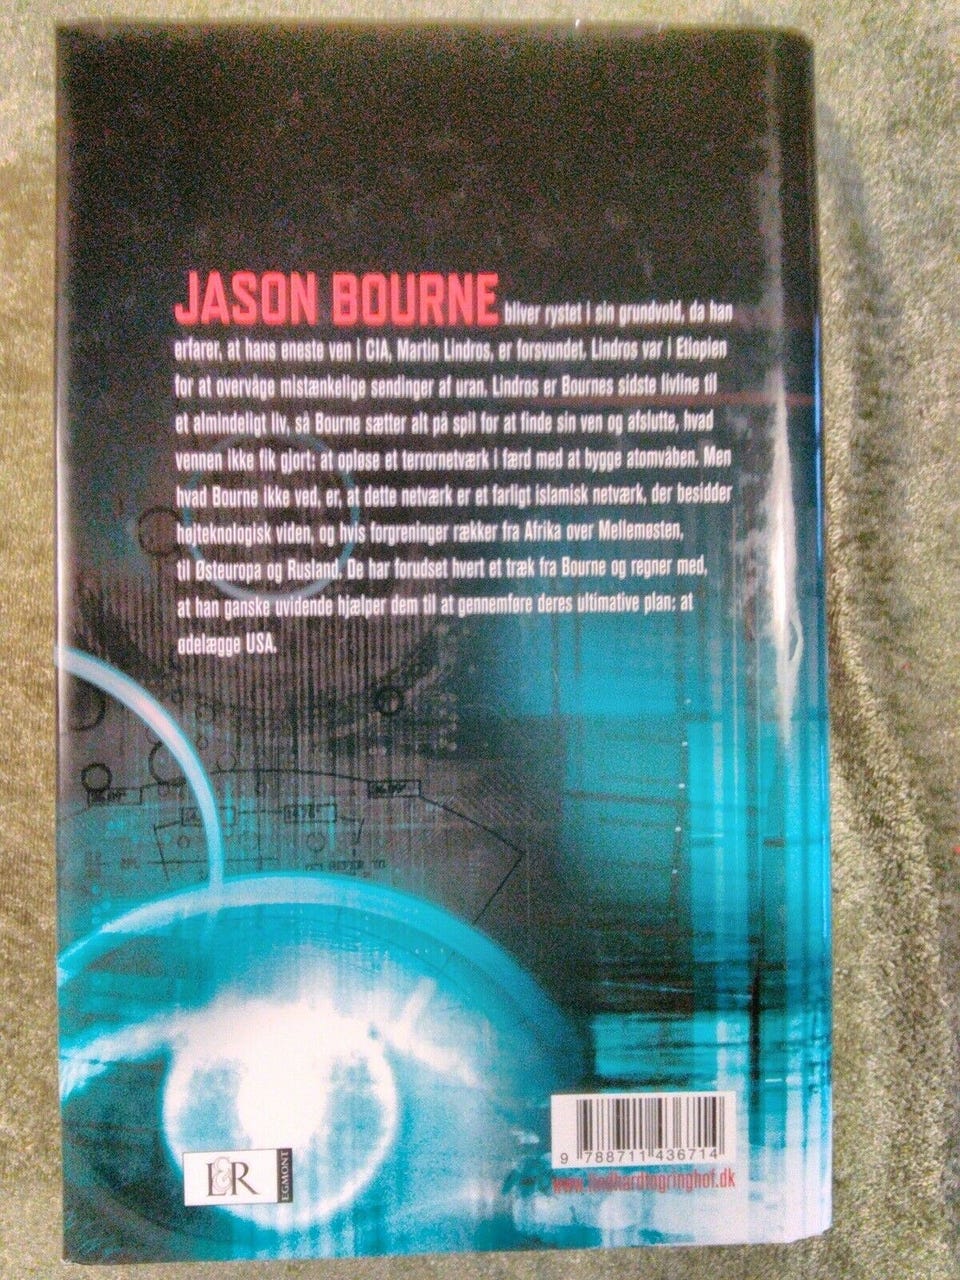 JASON BOURNE bliver rystet i sin grundvold, da han
erfarer, at hans eneste ven i CIA, Martin Lindros, er forsvundet. Lindros var i Etiopien
for at overvåge mistænkelige sendinger af uran. Lindros er Bournes sidste livline til
et almindeligt liv, så Bourne sætter alt på spil for at finde sin ven og afslutte, hvad
vennen ikke fik gjort: at opløse et terrornetværk i færd med at bygge atomvåben. Men
hvad Bourne ikke ved, er, at dette netværk er et farligt islamisk netværk, der besidder
højteknologisk viden, og hvis forgreninger rækker fra Afrika over Mellemøsten,
til Østeuropa og Rusland. De har forudset hvert et træk fra Bourne og regner med,
at han ganske uvidende hjælper dem til at gennemføre deres ultimative plan: at
ødelægge USA.
L&R
EGMONT
9 788711 436714
www.lindhardtogringhof.dk